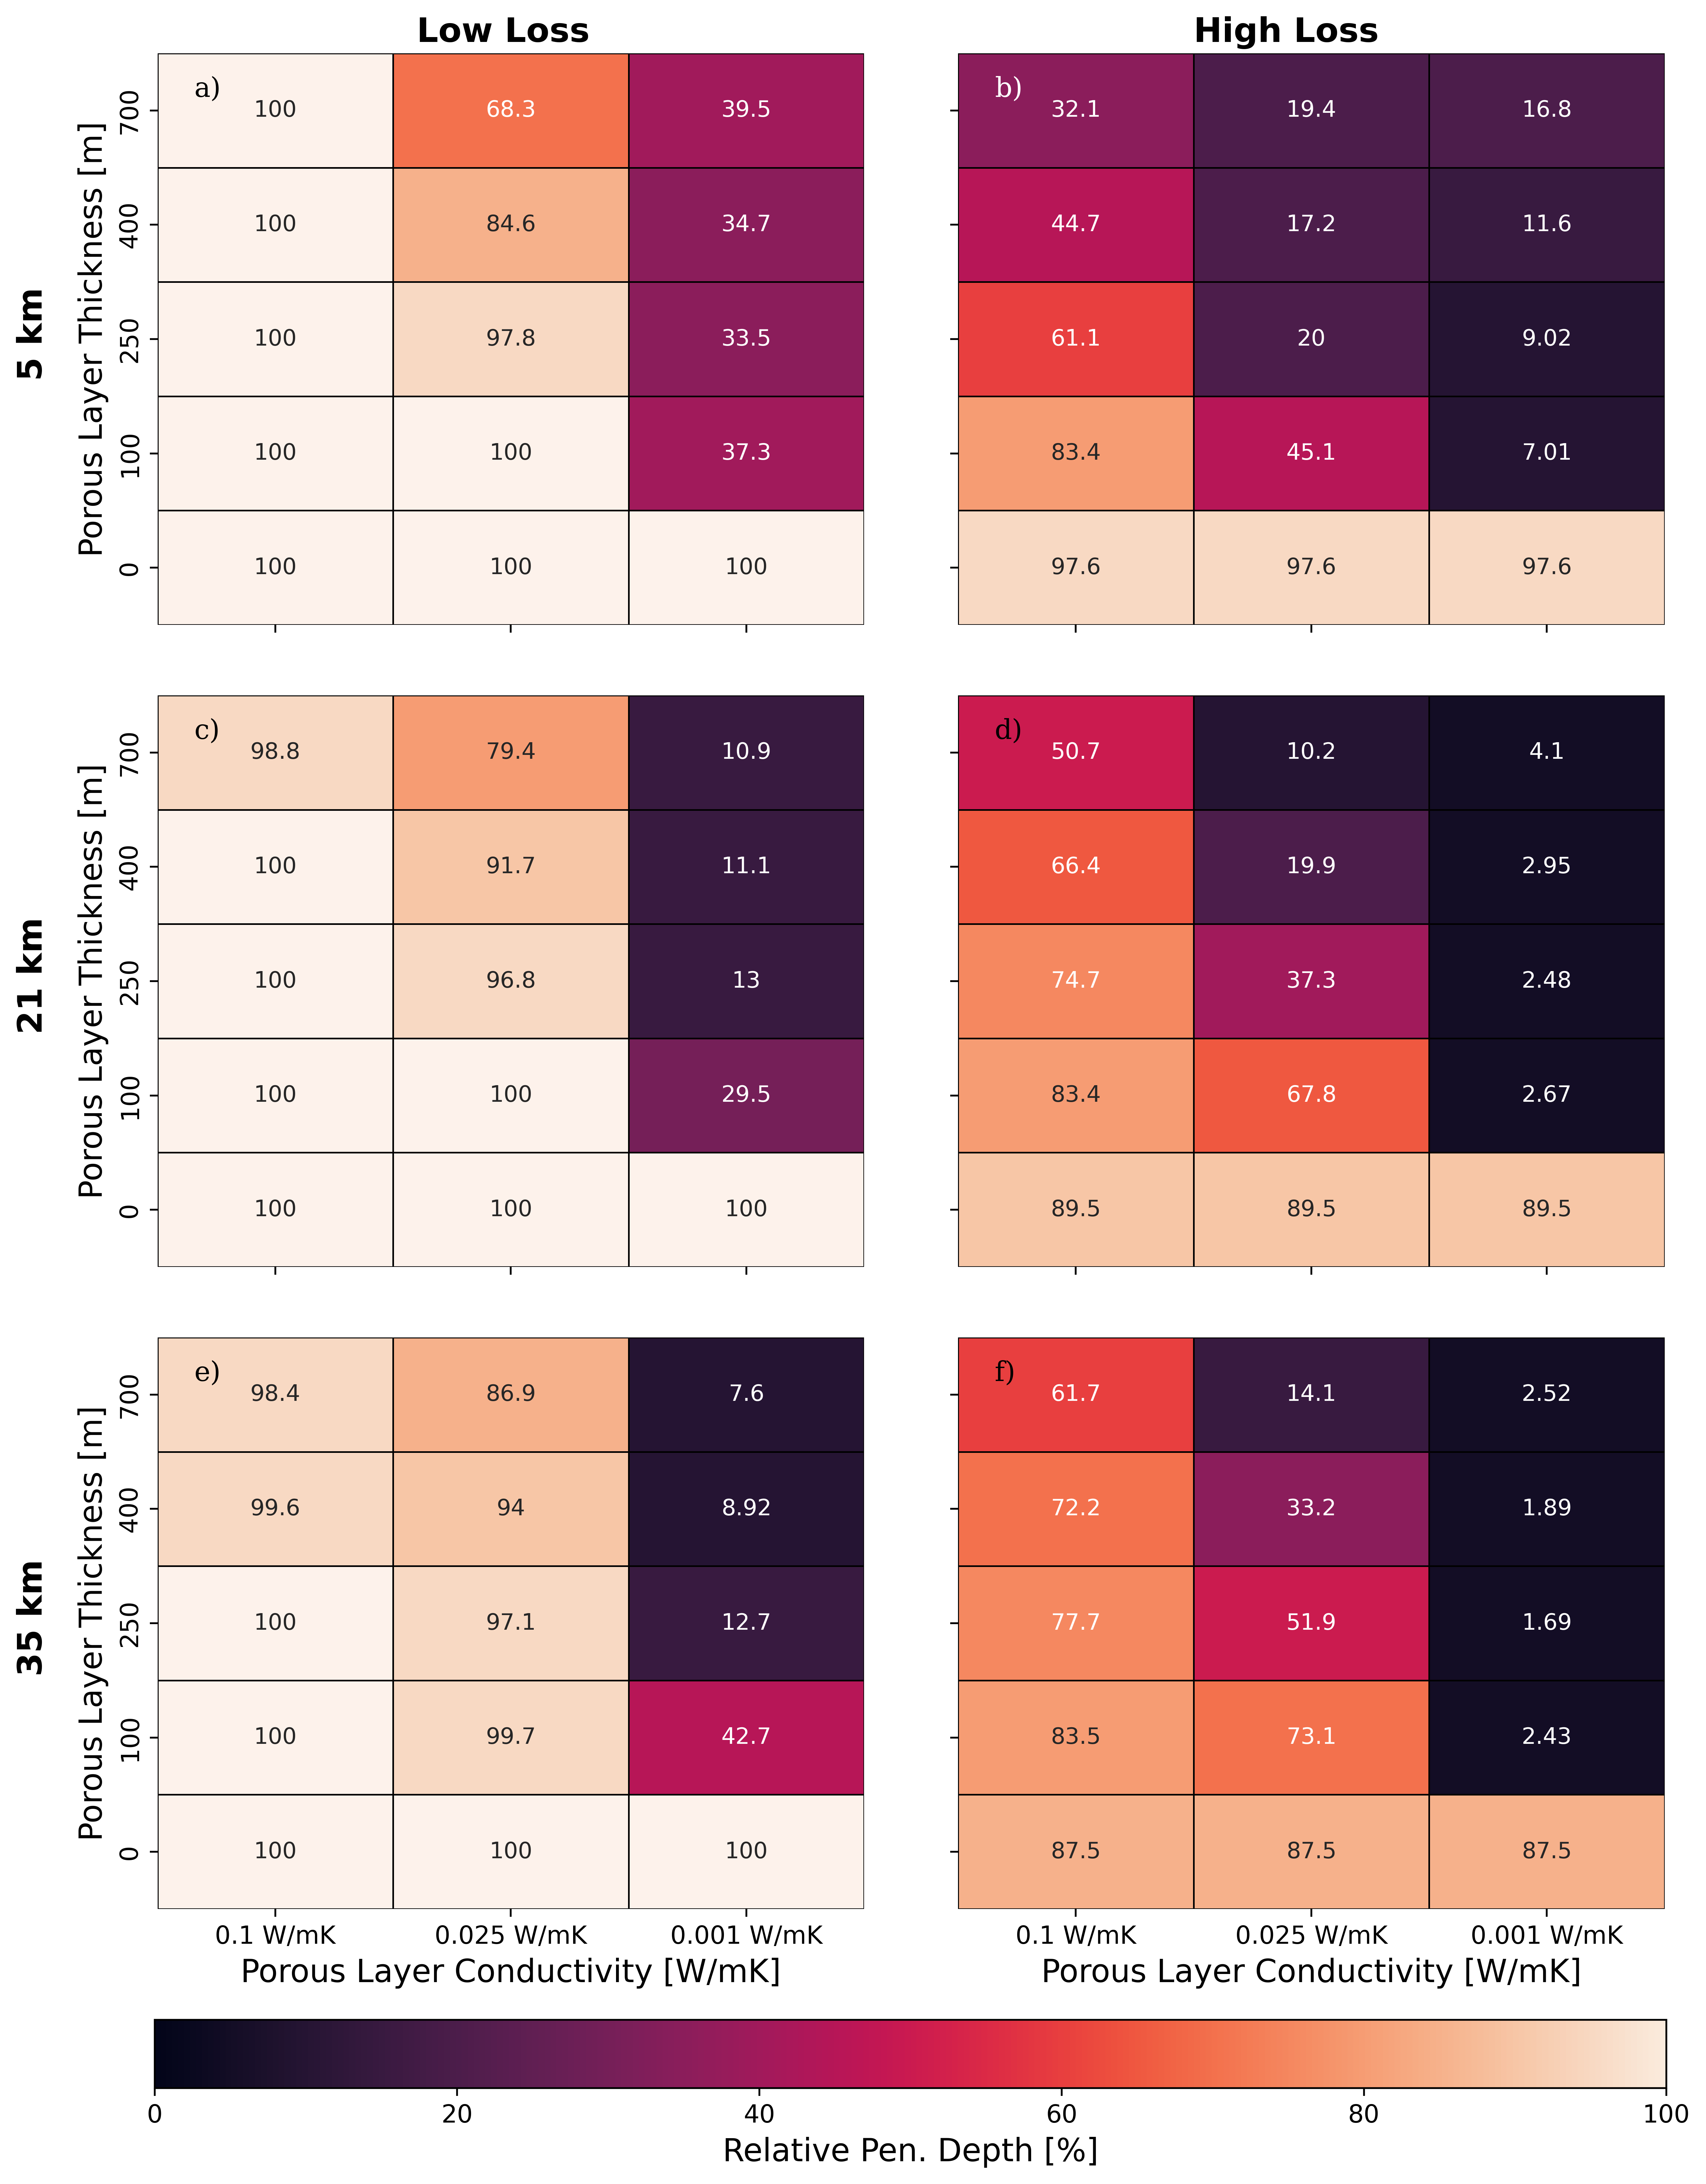 Low Loss High Loss
5 km
Porous Layer Thickness [m]
a) b)
700 100 68.3 39.5 32.1 19.4 16.8
400 100 84.6 34.7 44.7 17.2 11.6
250 100 97.8 33.5 61.1 20 9.02
100 100 100 37.3 83.4 45.1 7.01
0 100 100 100 97.6 97.6 97.6
21 km
Porous Layer Thickness [m]
c) d)
700 98.8 79.4 10.9 50.7 10.2 4.1
400 100 91.7 11.1 66.4 19.9 2.95
250 100 96.8 13 74.7 37.3 2.48
100 100 100 29.5 83.4 67.8 2.67
0 100 100 100 89.5 89.5 89.5
35 km
Porous Layer Thickness [m]
e) f)
700 98.4 86.9 7.6 61.7 14.1 2.52
400 99.6 94 8.92 72.2 33.2 1.89
250 100 97.1 12.7 77.7 51.9 1.69
100 100 99.7 42.7 83.5 73.1 2.43
0 100 100 100 87.5 87.5 87.5
0.1 W/mK 0.025 W/mK 0.001 W/mK 0.1 W/mK 0.025 W/mK 0.001 W/mK
Porous Layer Conductivity [W/mK] Porous Layer Conductivity [W/mK]
0 20 40 60 80 100
Relative Pen. Depth [%]